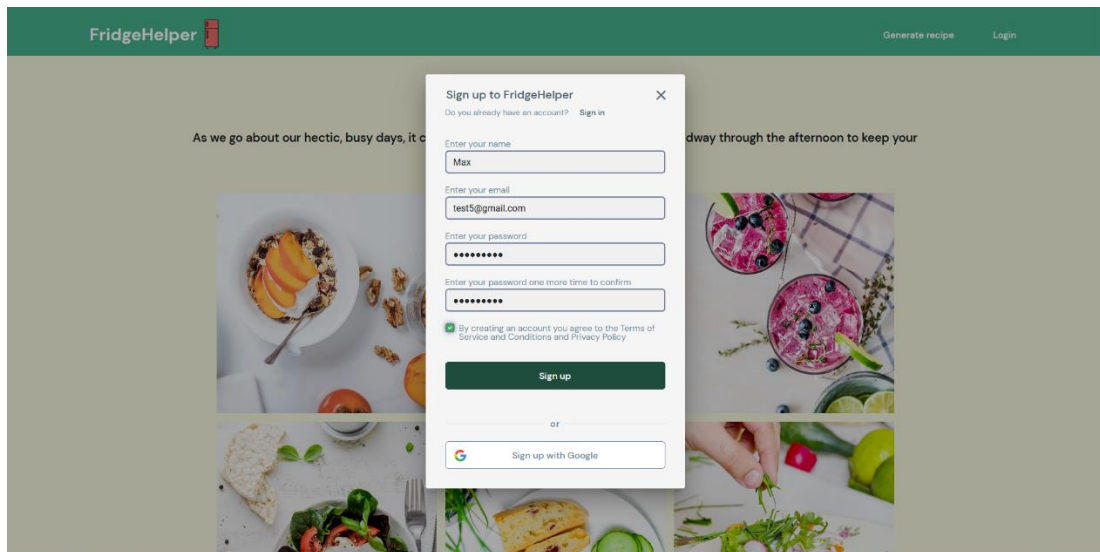 FridgeHelper
Generate recipe Login
Sign up to FridgeHelper
Do you already have an account? Sign in
As we go about our hectic, busy days, it c
dway through the afternoon to keep your
Enter your name
Max
Enter your email
test5@gmail.com
Enter your password
•••••••••
Enter your password one more time to confirm
•••••••••
By creating an account you agree to the Terms of
Service and Conditions and Privacy Policy
Sign up
or
Sign up with Google